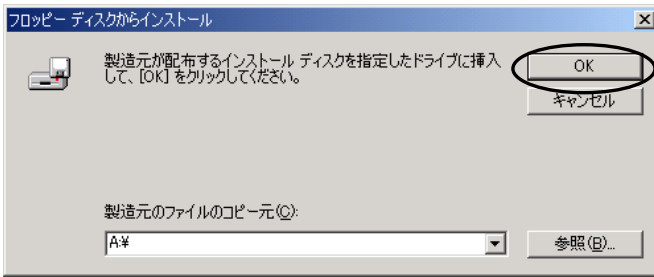 フロッピー ディスクからインストール
製造元が配布するインストール ディスクを指定したドライブに挿入
して、[OK] をクリックしてください。
OK
キャンセル
製造元のファイルのコピー元(C):
A:¥
参照(B)...